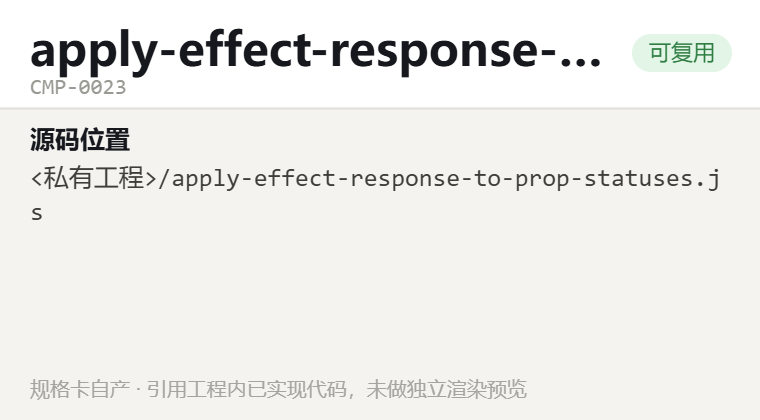 apply-effect-response-...
可复用
CMP-0023
源码位置
<私有工程>/apply-effect-response-to-prop-statuses.j
s
规格卡自产 · 引用工程内已实现代码，未做独立渲染预览